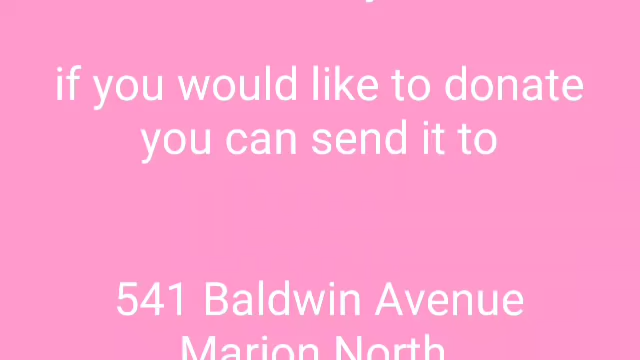 if you would like to donate
you can send it to
541 Baldwin Avenue
Marion North